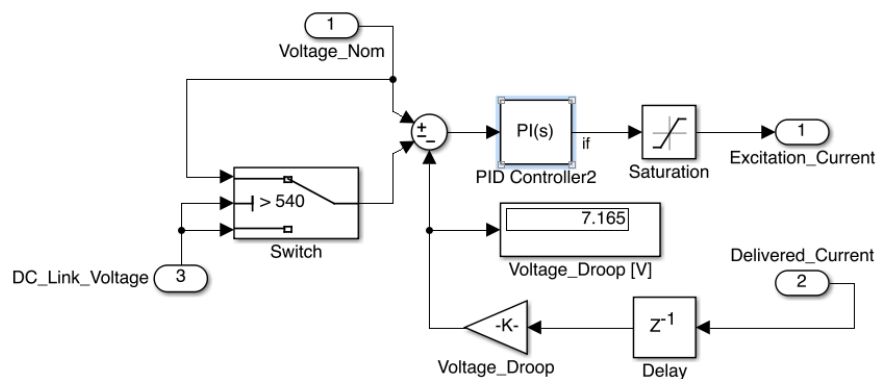 1
Voltage_Nom
+
−
−
PI(s)
if
PID Controller2
Saturation
1
Excitation_Current
> 540
Switch
7.165
Voltage_Droop [V]
DC_Link_Voltage
3
Delivered_Current
2
-K-
Voltage_Droop
Z-1
Delay